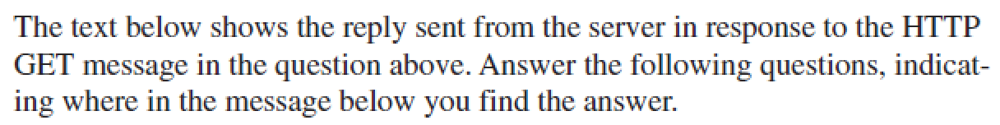 The text below shows the reply sent from the server in response to the HTTP
GET message in the question above. Answer the following questions, indicat-
ing where in the message below you find the answer.